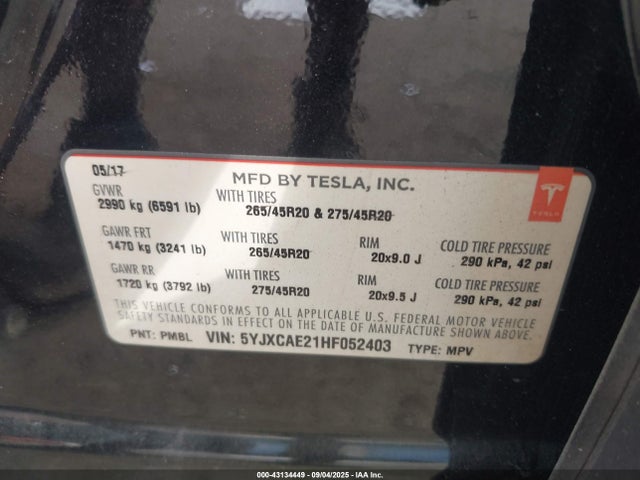 05/17
MFD BY TESLA, INC.
GVWR
2990 kg (6591 lb)
WITH TIRES
265/45R20 & 275/45R20
GAWR FRT
1470 kg (3241 lb)
WITH TIRES
265/45R20
RIM
20x9.0 J
COLD TIRE PRESSURE
290 kPa, 42 psi
GAWR RR
1720 kg (3792 lb)
WITH TIRES
275/45R20
RIM
20x9.5 J
COLD TIRE PRESSURE
290 kPa, 42 psi
THIS VEHICLE CONFORMS TO ALL APPLICABLE U.S. FEDERAL MOTOR VEHICLE
SAFETY STANDARDS IN EFFECT ON THE DATE OF MANUFACTURE SHOWN ABOVE.
PNT: PMBL VIN: 5YJXCAE21HF052403 TYPE: MPV
TESLA
000-43134449 - 09/04/2025 - IAA Inc.